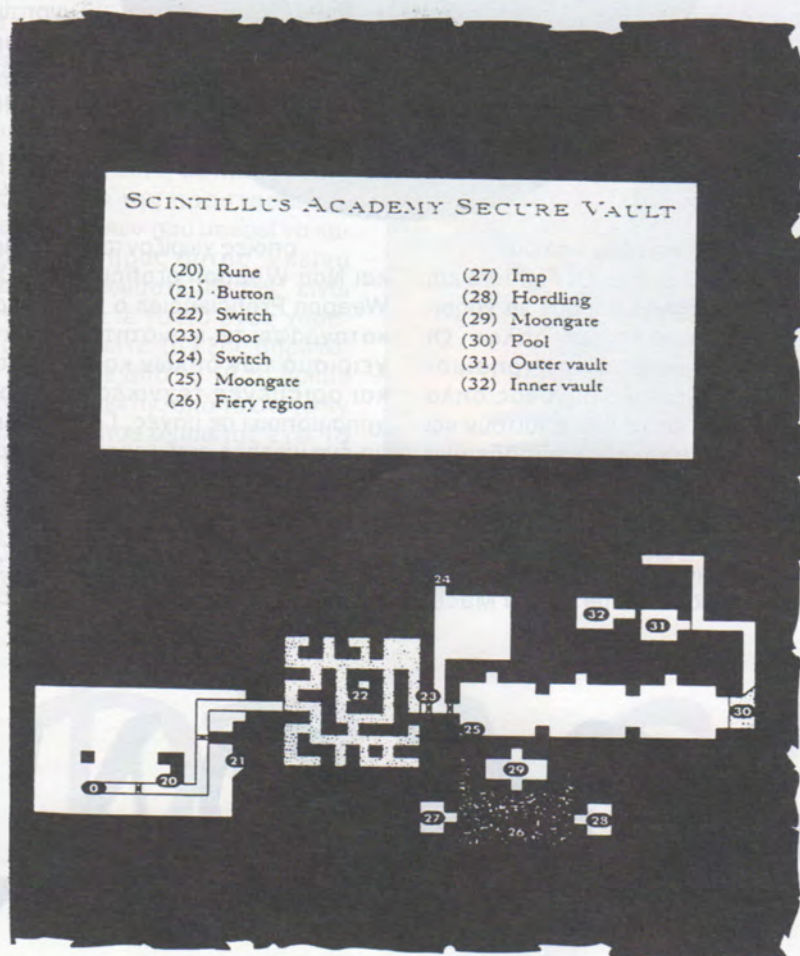 SCINTILLUS ACADEMY SECURE VAULT
(20) Rune
(21) Button
(22) Switch
(23) Door
(24) Switch
(25) Moongate
(26) Fiery region
(27) Imp
(28) Hordling
(29) Moongate
(30) Pool
(31) Outer vault
(32) Inner vault
24
32
31
22
23
30
25
21
20
0
29
27
26
28